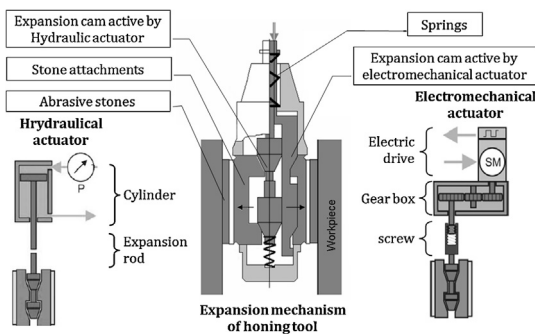 Expansion cam active by
Hydraulic actuator
Stone attachments
Abrasive stones
Hrydraulical
actuator
P
Cylinder
Expansion
rod
Springs
Expansion cam active by
electromechanical actuator
Electromechanical
actuator
Electric
drive
SM
Gear box
screw
Workpiece
Expansion mechanism
of honing tool